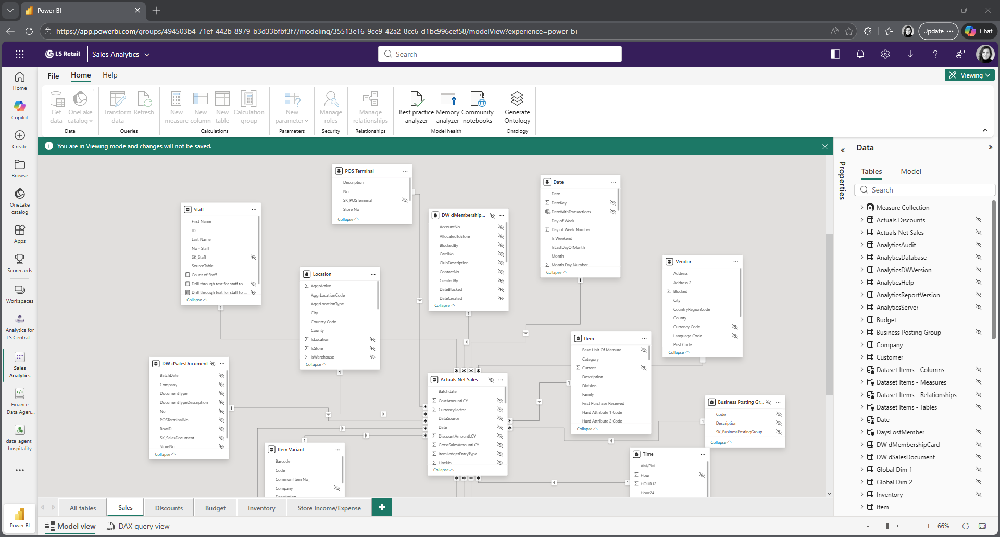 Power BI
https://app.powerbi.com/groups/494503b4-71ef-442b-8979-b3d33bfbf3f7/modeling/35513e16-9ce9-42a2-8cc6-d1bc996cef58/modelView?experience=power-bi
Update
Chat
LS Retail
Sales Analytics
Search
File
Home
Help
Viewing
Get data
OneLake catalog
Data
Transform data
Refresh
Queries
New measure
New column
New table
Calculation group
Calculations
New parameter
Parameters
Manage roles
Security
Manage relationships
Relationships
Best practice analyzer
Memory analyzer
Community notebooks
Model health
Generate Ontology
Ontology
You are in Viewing mode and changes will not be saved.
Home
Copilot
Create
Browse
OneLake catalog
Apps
Scorecards
Workspaces
Analytics for LS Central ...
Sales Analytics
Finance Data Agen...
data_agent_hospitality
Power BI
POS Terminal
Description
No
SK_POSTerminal
Store No
Collapse
Staff
First Name
ID
Last Name
No - Staff
SK_Staff
SourceTable
Count of Staff
Drill through text for staff to ...
Drill through text for staff to ...
Collapse
Location
AggrActive
AggrLocationCode
AggrLocationType
City
Country Code
County
IsLocation
IsStore
IsWarehouse
Collapse
DW dMembership...
AccountNo
AllocatedToStore
BlockedBy
CardNo
ClubDescription
ContactNo
CreatedBy
DateBlocked
DateCreated
Collapse
Date
Date
DateKey
DateWithTransactions
Day of Week
Day of Week Number
Is Weekend
IsLastDayOfMonth
Month
Month Day Number
Collapse
Vendor
Address
Address 2
Blocked
City
CountryRegionCode
County
Currency Code
Language Code
Post Code
Collapse
Item
Base Unit Of Measure
Category
Current
Description
Division
Family
First Purchase Received
Hard Attribute 1 Code
Hard Attribute 2 Code
Collapse
DW dSalesDocument
BatchDate
Company
DocumentType
DocumentTypeDescription
No
POSTerminalNo
RowID
SK_SalesDocument
StoreNo
Collapse
Actuals Net Sales
Batchdate
CostAmountLCY
CurrencyFactor
DataSource
Date
DiscountAmountLCY
GrossSalesAmountLCY
ItemLedgerEntryType
LineNo
Collapse
Business Posting Gr...
Code
Description
SK_BusinessPostingGroup
Collapse
Item Variant
Barcode
Code
Common Item No_
Company
Description
Time
AM/PM
Hour
HOUR12
Hour24
Properties
Data
Tables
Model
Search
Measure Collection
Actuals Discounts
Actuals Net Sales
AnalyticsAudit
AnalyticsDatabase
AnalyticsDWVersion
AnalyticsHelp
AnalyticsReportVersion
AnalyticsServer
Budget
Business Posting Group
Company
Customer
Dataset Items - Columns
Dataset Items - Measures
Dataset Items - Relationships
Dataset Items - Tables
Date
DaysLostMember
DW dMembershipCard
DW dSalesDocument
Global Dim 1
Global Dim 2
Inventory
Item
All tables
Sales
Discounts
Budget
Inventory
Store Income/Expense
Model view
DAX query view
- + 66%